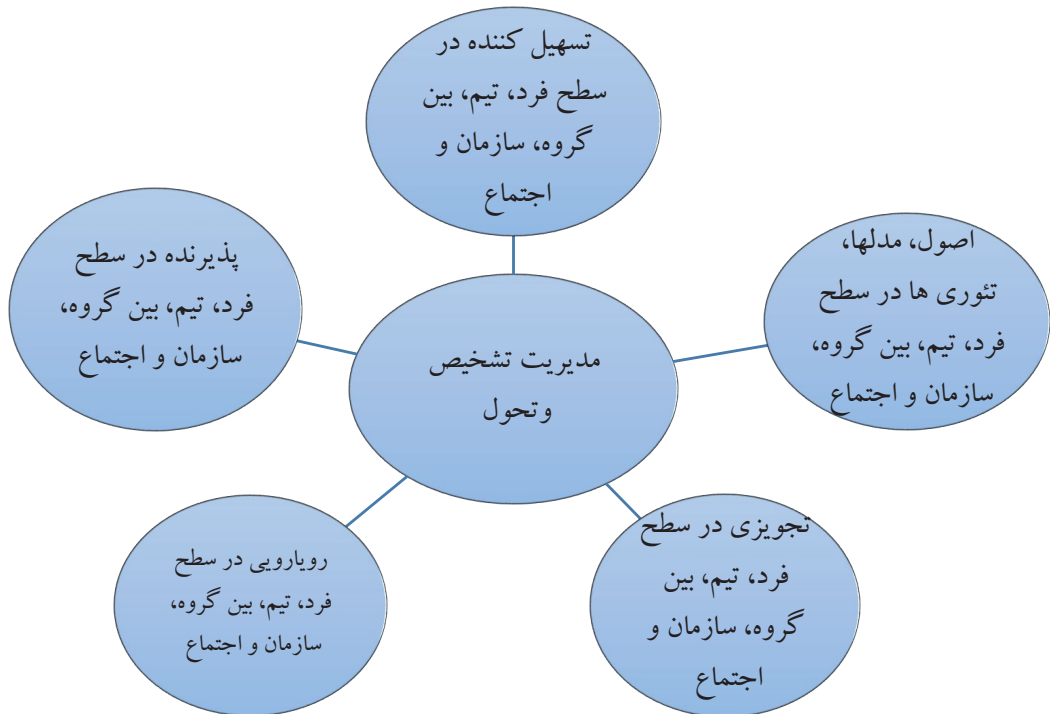 تسهیل کننده در
سطح فرد، تیم، بین
گروه، سازمان و
اجتماع
اصول، مدلها،
تئوری ها در سطح
فرد، تیم، بین گروه،
سازمان و اجتماع
تجویزی در سطح
فرد، تیم، بین
گروه، سازمان و
اجتماع
رویارویی در سطح
فرد، تیم، بین گروه،
سازمان و اجتماع
پذیرنده در سطح
فرد، تیم، بین گروه،
سازمان و اجتماع
مدیریت تشخیص
وتحول